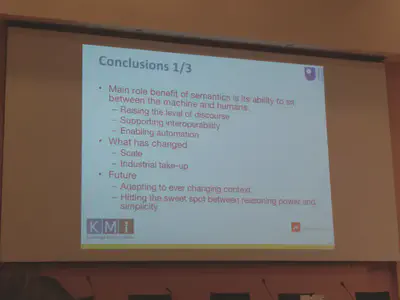 Conclusions 1/3
• Main role benefit of semantics is its ability to sit
between the machine and humans
– Raising the level of discourse
– Supporting interoperability
– Enabling automation
• What has changed
– Scale
– Industrial take-up
• Future
– Adapting to ever changing context
– Hitting the sweet spot between reasoning power and
simplicity
KMi